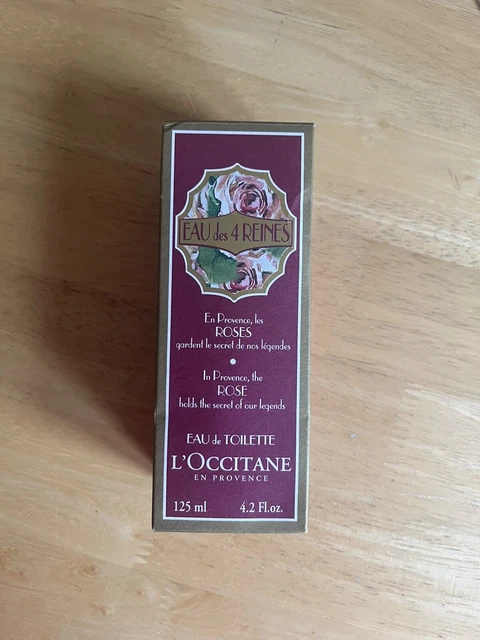 EAU des 4 REINES
En Provence, les
ROSES
gardent le secret de nos légendes
In Provence, the
ROSE
holds the secret of our legends
EAU de TOILETTE
L'OCCITANE
EN PROVENCE
125 ml 4.2 Fl.oz.